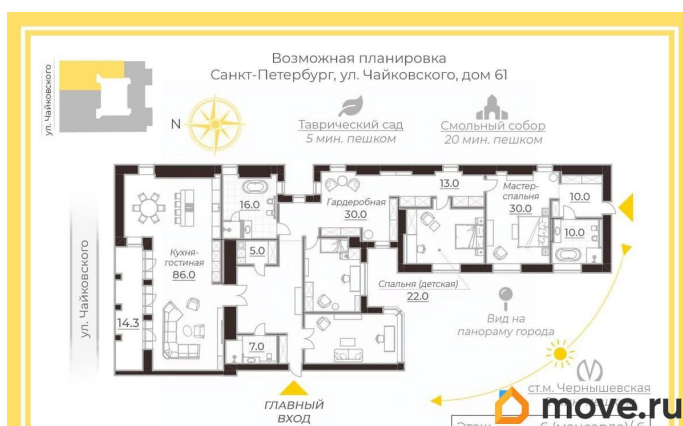 Возможная планировка
Санкт-Петербург, ул. Чайковского, дом 61
ул. Чайковского
N
Таврический сад
5 мин. пешком
Смольный собор
20 мин. пешком
16.0
Гардеробная
30.0
13.0
Мастер-
спальня
30.0
10.0
10.0
Кухня-
гостиная
86.0
5.0
ул. Чайковского
14.3
Спальня (детская)
22.0
Вид на
панораму города
7.0
ГЛАВНЫЙ
ВХОД
ст.м. Чернышевская
move.ru